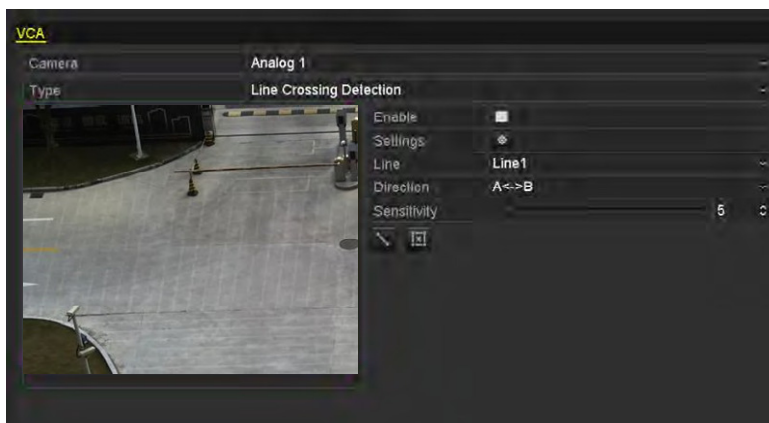 VCA
Camera Analog 1
Type Line Crossing Detection
Enable
Settings
Line Line1
Direction A<->B
Sensitivity 5